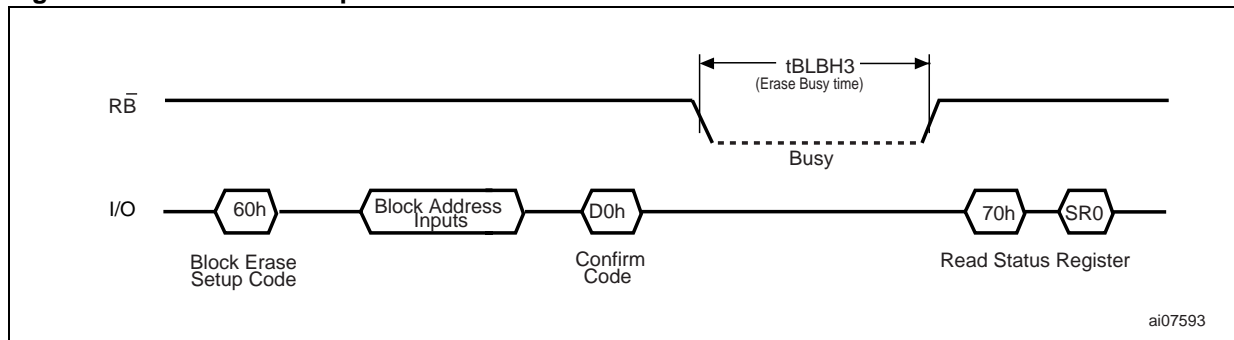 tBLBH3
(Erase Busy time)
RB̅
Busy
I/O
60h
Block Address
Inputs
D0h
70h
SR0
Block Erase
Setup Code
Confirm
Code
Read Status Register
ai07593